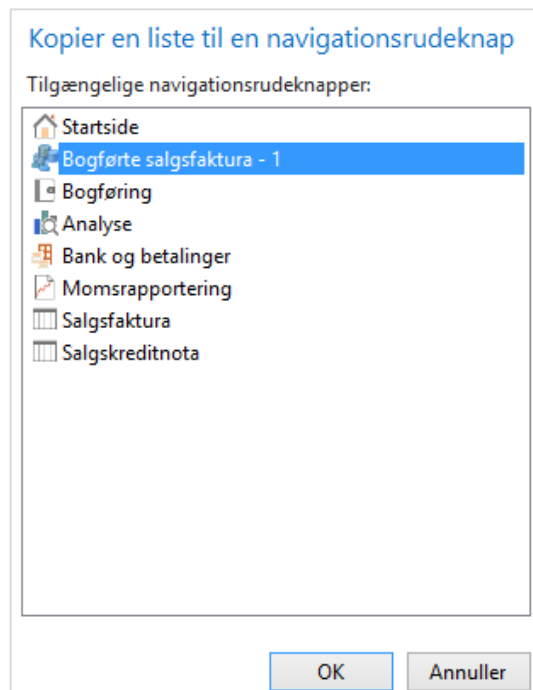 Kopier en liste til en navigationsrudeknap
Tilgængelige navigationsrudeknapper:
Startside
Bogførte salgsfaktura - 1
Bogføring
Analyse
Bank og betalinger
Momsrapportering
Salgsfaktura
Salgskreditnota
OK Annuller